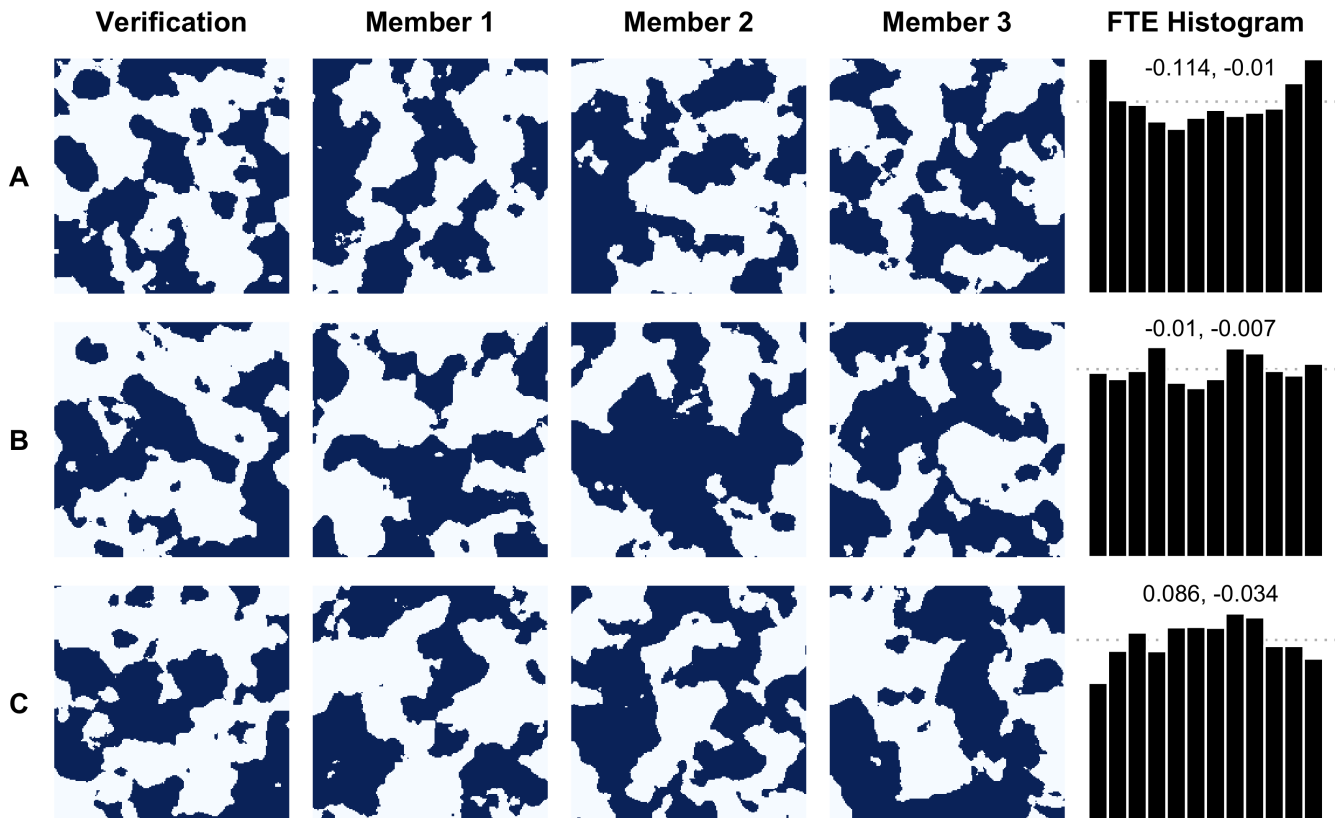 Verification Member 1 Member 2 Member 3 FTE Histogram
A
-0.114, -0.01
B
-0.01, -0.007
C
0.086, -0.034